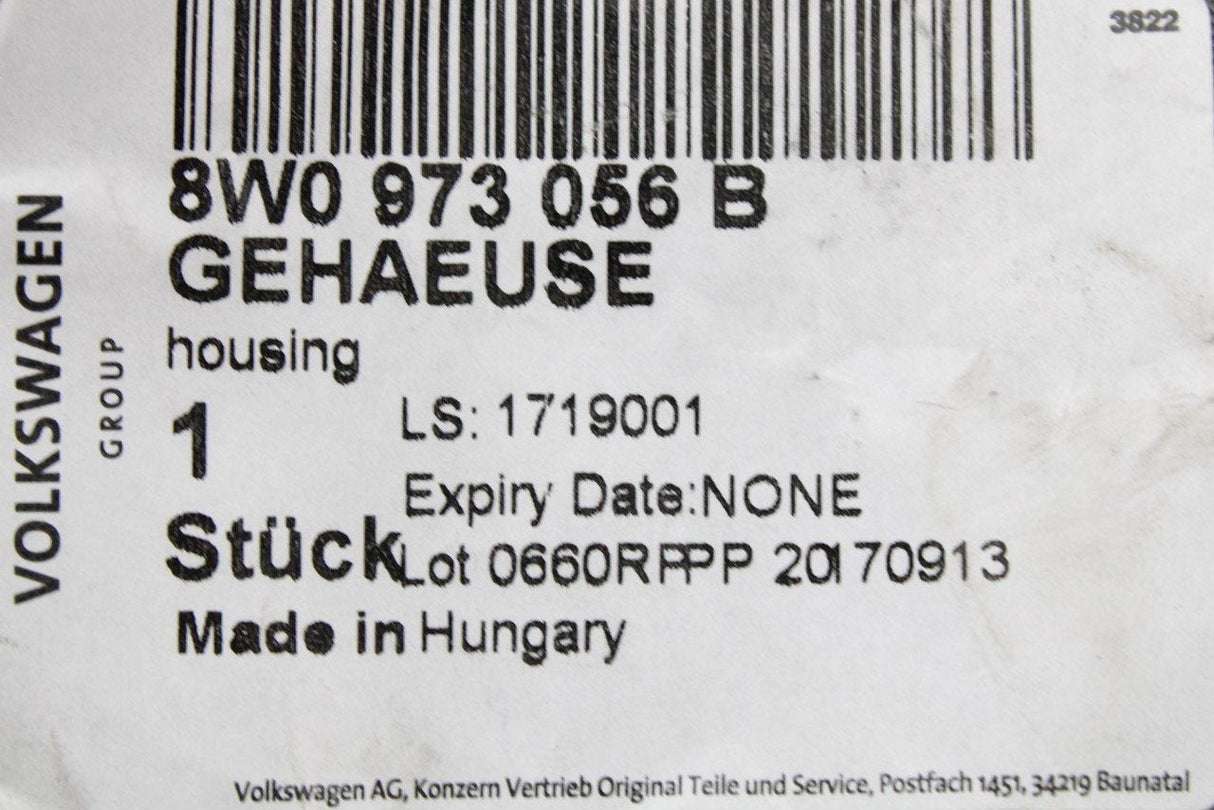 3822
8W0 973 056 B
GEHAEUSE
housing
1
LS: 1719001
Expiry Date:NONE
Stück
Lot 0660RPPP 20170913
Made in Hungary
VOLKSWAGEN
GROUP
Volkswagen AG, Konzern Vertrieb Original Teile und Service, Postfach 1451, 34219 Baunatal